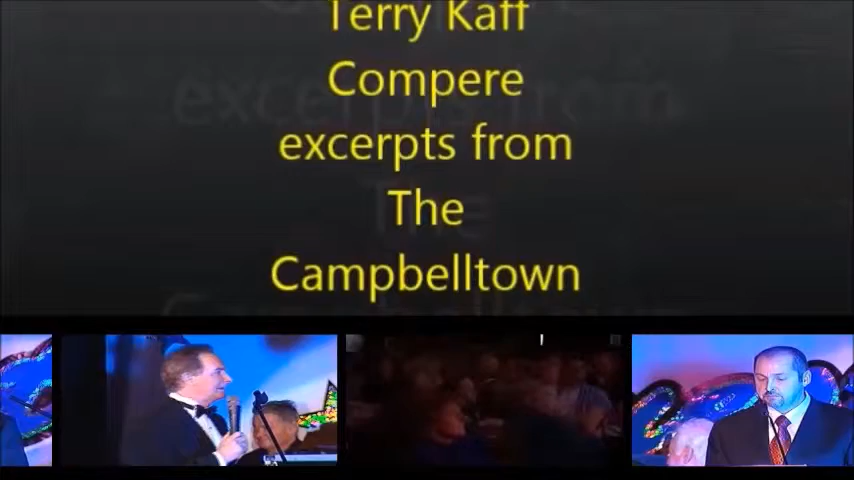 Terry Kaff
Compere
excerpts from
The
Campbelltown